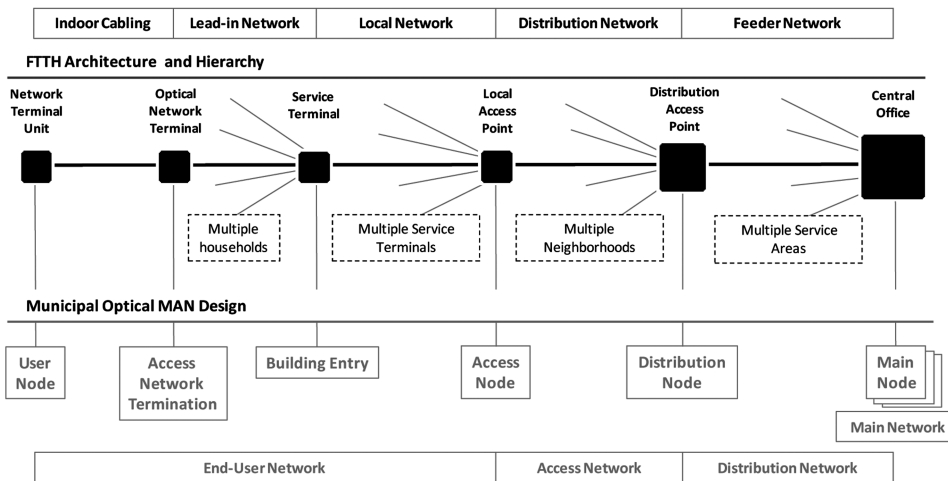 Indoor Cabling
Lead-in Network
Local Network
Distribution Network
Feeder Network
FTTH Architecture and Hierarchy
Network
Terminal
Unit
Optical
Network
Terminal
Service
Terminal
Local
Access
Point
Distribution
Access
Point
Central
Office
Multiple
households
Multiple Service
Terminals
Multiple
Neighborhoods
Multiple Service
Areas
Municipal Optical MAN Design
User
Node
Access
Network
Termination
Building Entry
Access
Node
Distribution
Node
Main
Node
Main Network
End-User Network
Access Network
Distribution Network